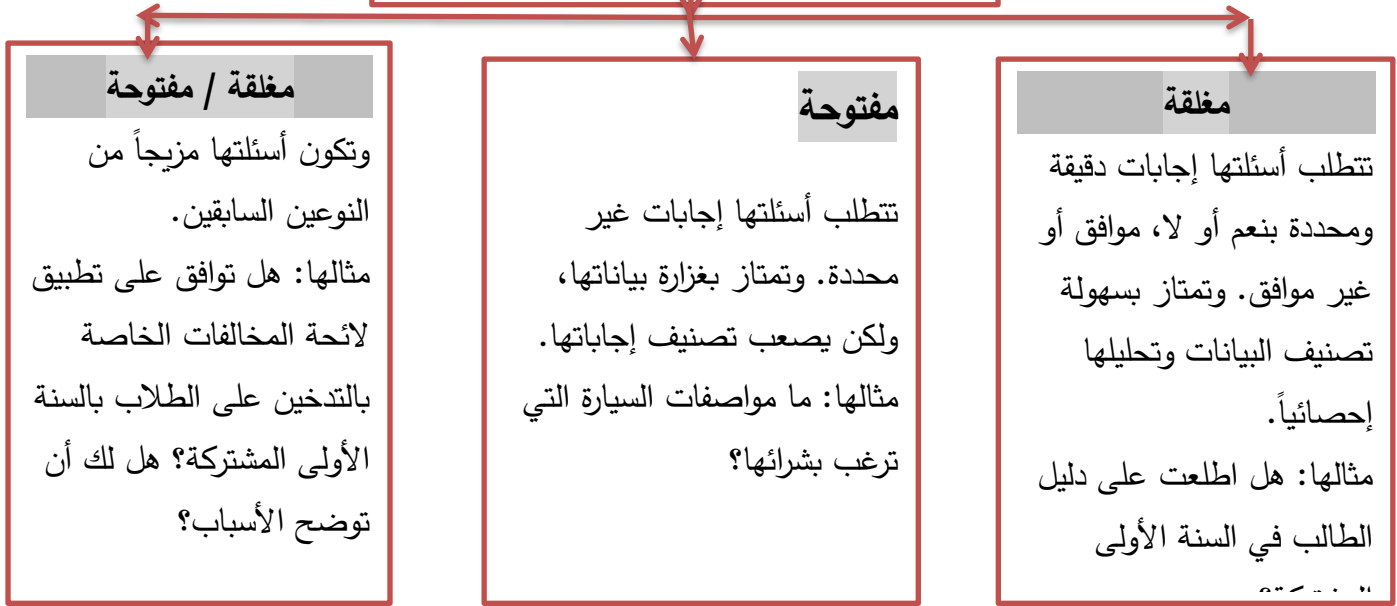 مغلقة
تتطلب أسئلتها إجابات دقيقة
ومحددة بنعم أو لا، موافق أو
غير موافق. وتمتاز بسهولة
تصنيف البيانات وتحليلها
إحصائياً.
مثالها: هل اطلعت على دليل
الطالب في السنة الأولى
مفتوحة
تتطلب أسئلتها إجابات غير
محددة. وتمتاز بغزارة بياناتها،
ولكن يصعب تصنيف إجاباتها.
مثالها: ما مواصفات السيارة التي
ترغب بشرائها؟
مغلقة / مفتوحة
وتكون أسئلتها مزيجاً من
النوعين السابقين.
مثالها: هل توافق على تطبيق
لائحة المخالفات الخاصة
بالتدخين على الطلاب بالسنة
الأولى المشتركة؟ هل لك أن
توضح الأسباب؟